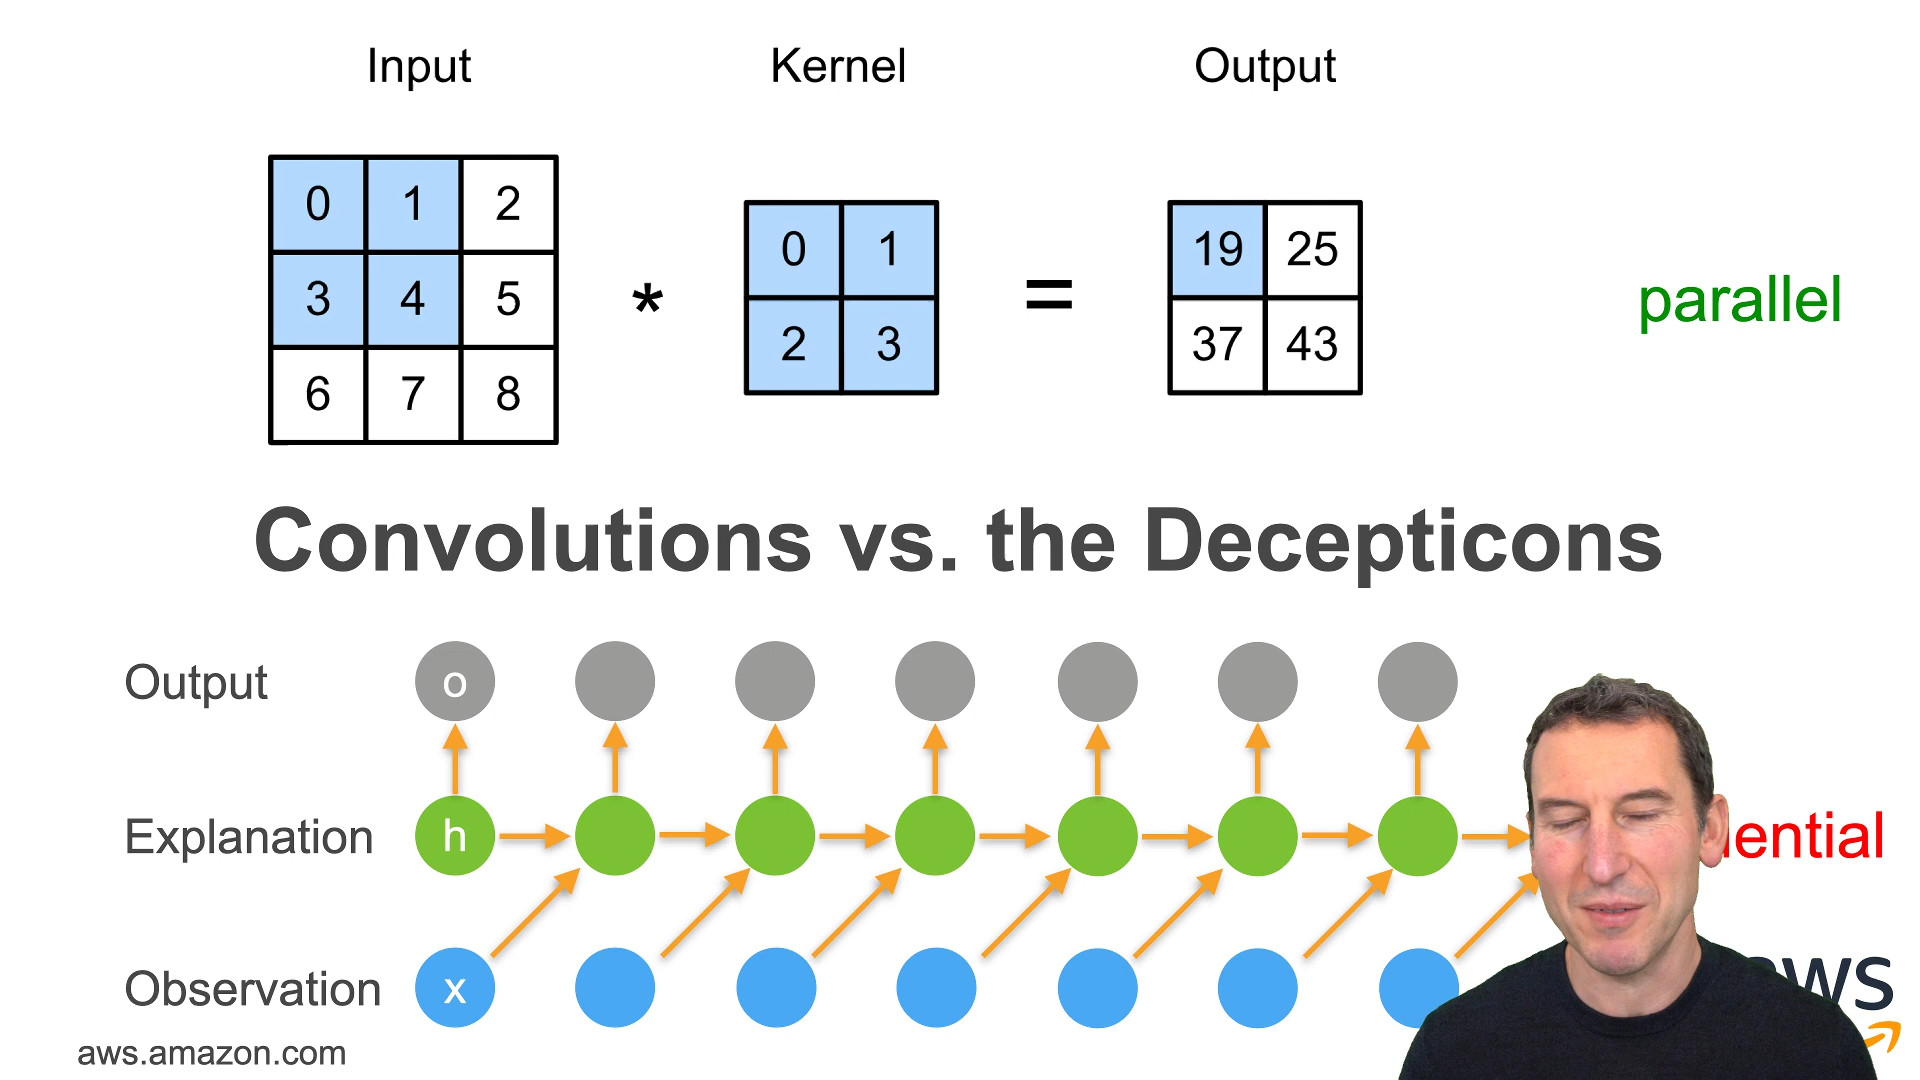 Input Kernel Output
0 1 2
3 4 5
6 7 8
*
0 1
2 3
=
19 25
37 43
parallel
Convolutions vs. the Decepticons
Output o
Explanation h
Observation x
aws.amazon.com
aws